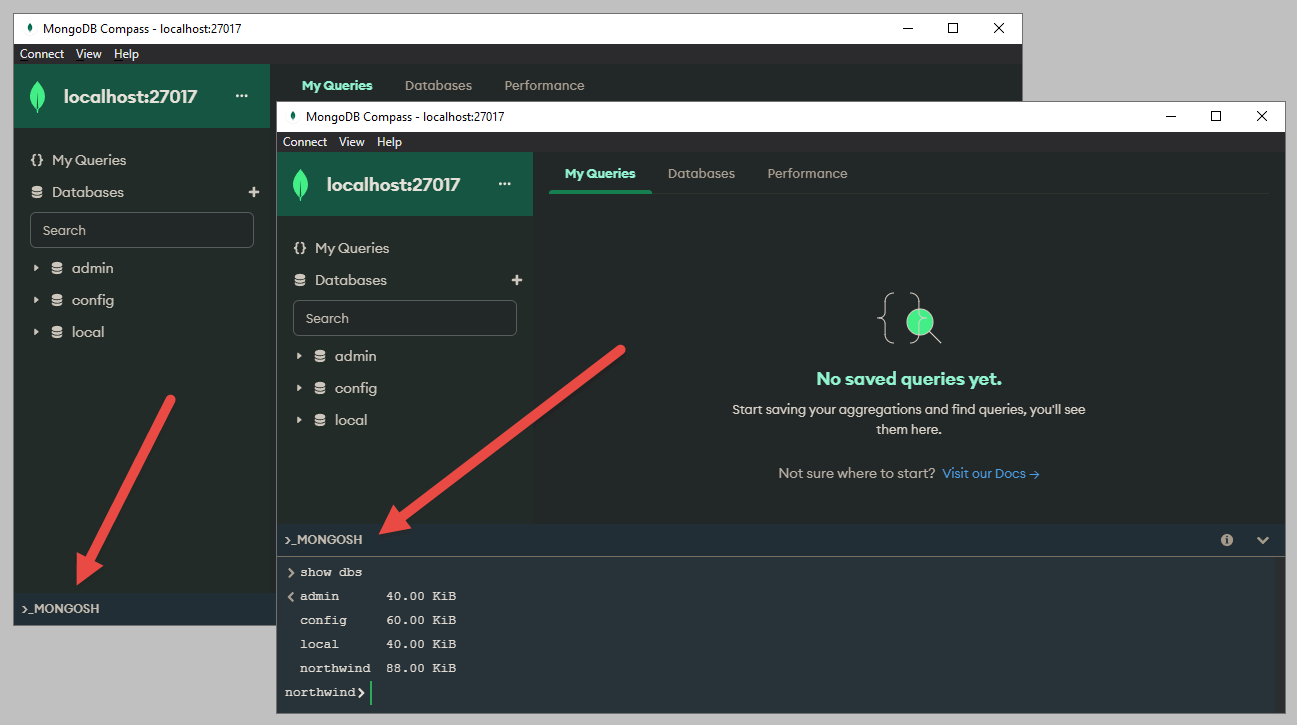 MongoDB Compass - localhost:27017
Connect View Help
localhost:27017 ...
My Queries Databases Performance
{} My Queries
Databases +
Search
admin
config
local
>_MONGOSH
MongoDB Compass - localhost:27017
Connect View Help
localhost:27017 ...
My Queries Databases Performance
{} My Queries
Databases +
Search
admin
config
local
No saved queries yet.
Start saving your aggregations and find queries, you'll see
them here.
Not sure where to start? Visit our Docs →
>_MONGOSH
> show dbs
< admin 40.00 KiB
config 60.00 KiB
local 40.00 KiB
northwind 88.00 KiB
northwind>